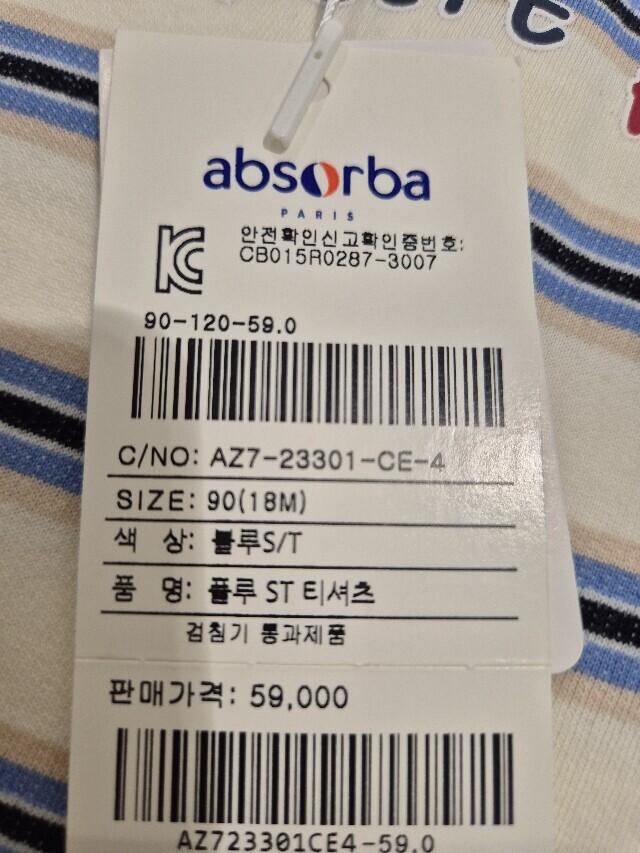 absorba
PARIS
안전확인신고확인증번호:
CB015R0287-3007
90-120-59.0
C/NO: AZ7-23301-CE-4
SIZE: 90(18M)
색 상: 블루S/T
품 명: 플루 ST 티셔츠
검침기 통과제품
판매가격: 59,000
AZ723301CE4-59.0